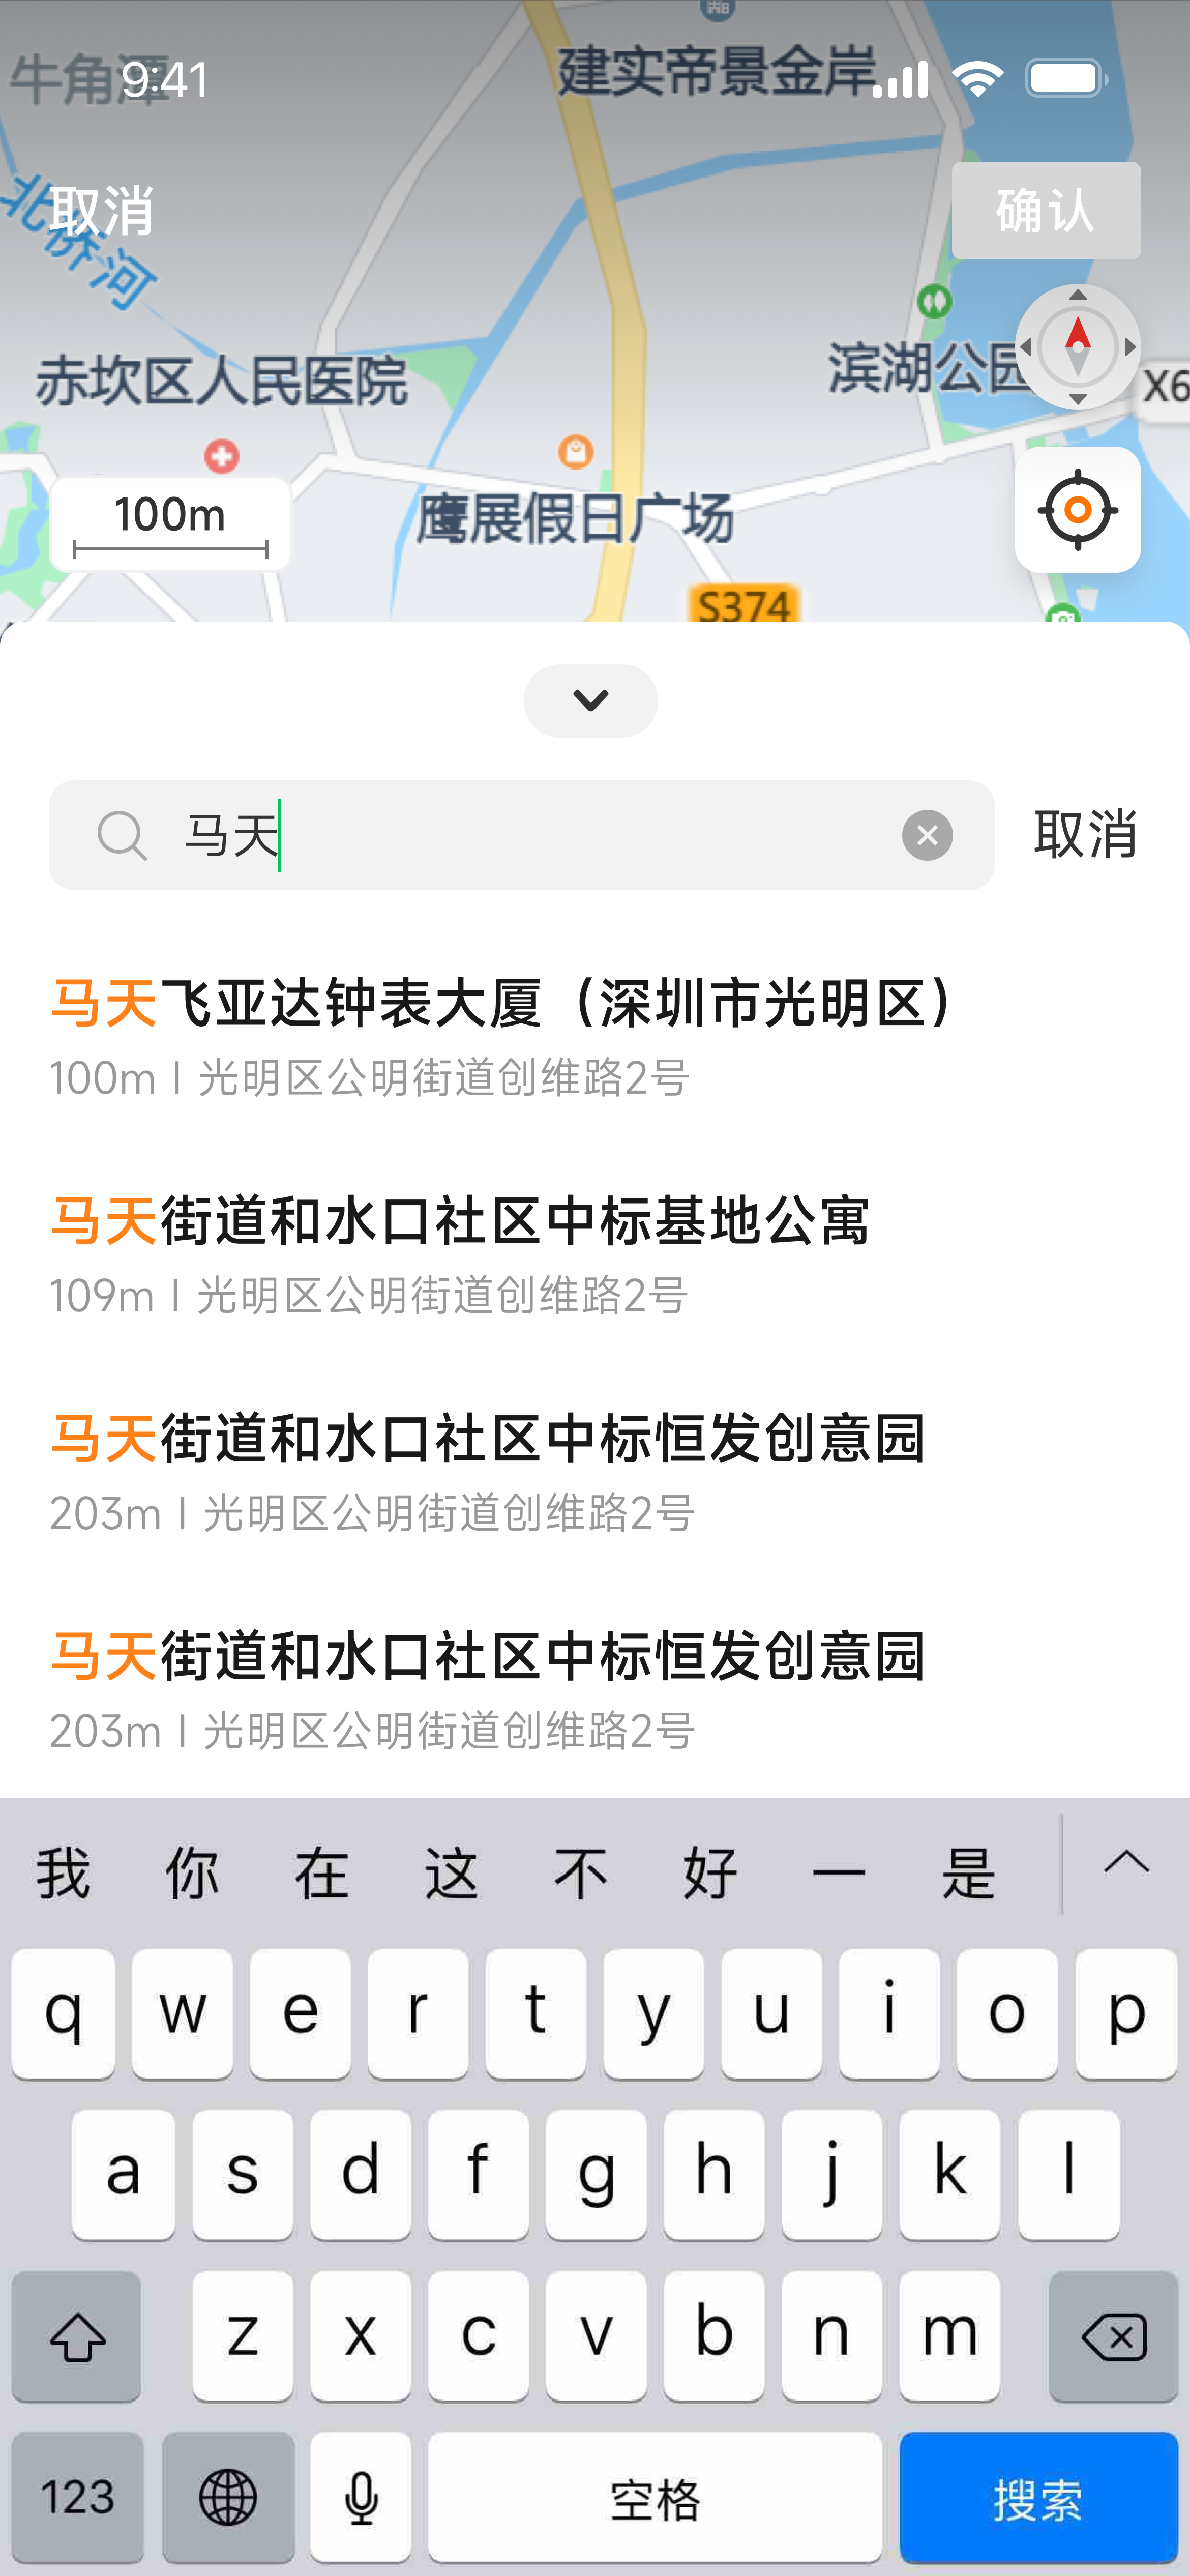 牛角潭
9:41
建实帝景金岸
取消
确认
北桥河
赤坎区人民医院
滨湖公园
X6
100m
鹰展假日广场
S374
马天
取消
马天飞亚达钟表大厦（深圳市光明区）
100m | 光明区公明街道创维路2号
马天街道和水口社区中标基地公寓
109m | 光明区公明街道创维路2号
马天街道和水口社区中标恒发创意园
203m | 光明区公明街道创维路2号
马天街道和水口社区中标恒发创意园
203m | 光明区公明街道创维路2号
我 你 在 这 不 好 一 是
q w e r t y u i o p
a s d f g h j k l
z x c v b n m
123 空格 搜索